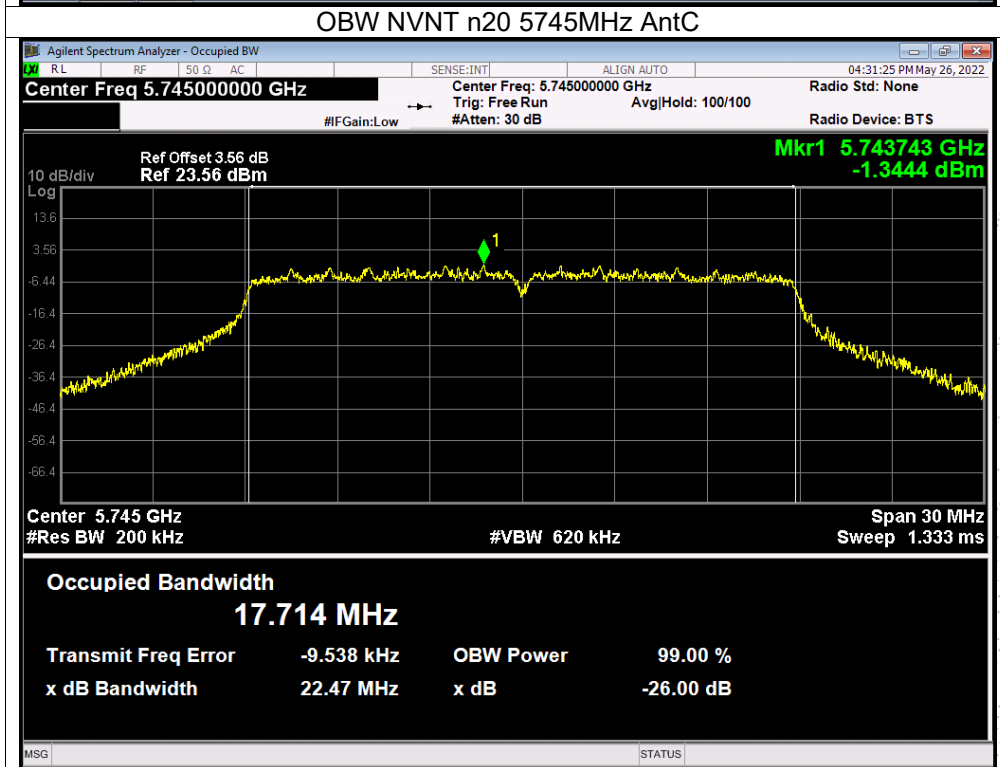 OBW NVNT n20 5745MHz AntC
Agilent Spectrum Analyzer - Occupied BW
LXI RL RF 50 Ω AC SENSE:INT ALIGN AUTO 04:31:25 PM May 26, 2022
Center Freq 5.745000000 GHz Center Freq: 5.745000000 GHz Radio Std: None
Trig: Free Run Avg|Hold: 100/100
#IFGain:Low #Atten: 30 dB Radio Device: BTS
Ref Offset 3.56 dB Mkr1 5.743743 GHz
10 dB/div Ref 23.56 dBm -1.3444 dBm
Log
13.6
1
3.56
-6.44
-16.4
-26.4
-36.4
-46.4
-56.4
-66.4
Center 5.745 GHz Span 30 MHz
#Res BW 200 kHz #VBW 620 kHz Sweep 1.333 ms
Occupied Bandwidth
17.714 MHz
Transmit Freq Error -9.538 kHz OBW Power 99.00 %
x dB Bandwidth 22.47 MHz x dB -26.00 dB
MSG STATUS